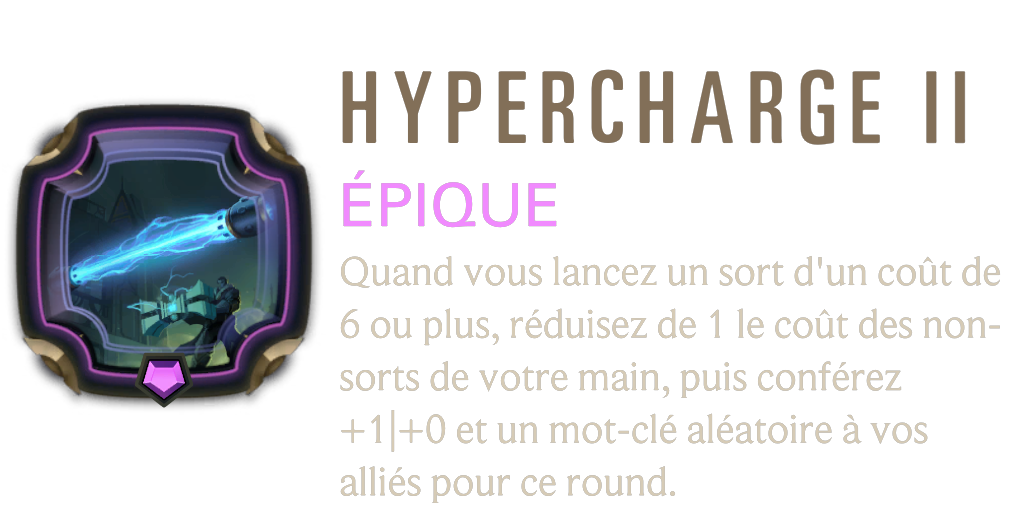 HYPERCHARGE II
ÉPIQUE
Quand vous lancez un sort d'un coût de
6 ou plus, réduisez de 1 le coût des non-
sorts de votre main, puis conférez
+1|+0 et un mot-clé aléatoire à vos
alliés pour ce round.